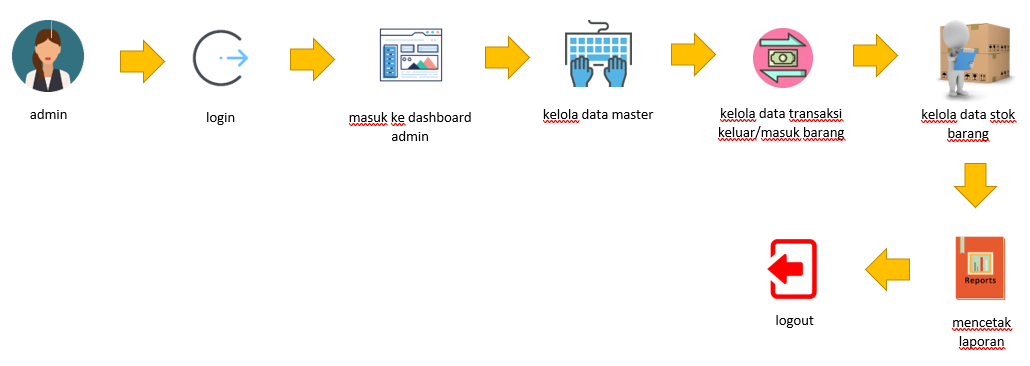 admin
login
masuk ke dashboard
admin
kelola data master
kelola data transaksi
keluar/masuk barang
kelola data stok
barang
Reports
mencetak
laporan
logout